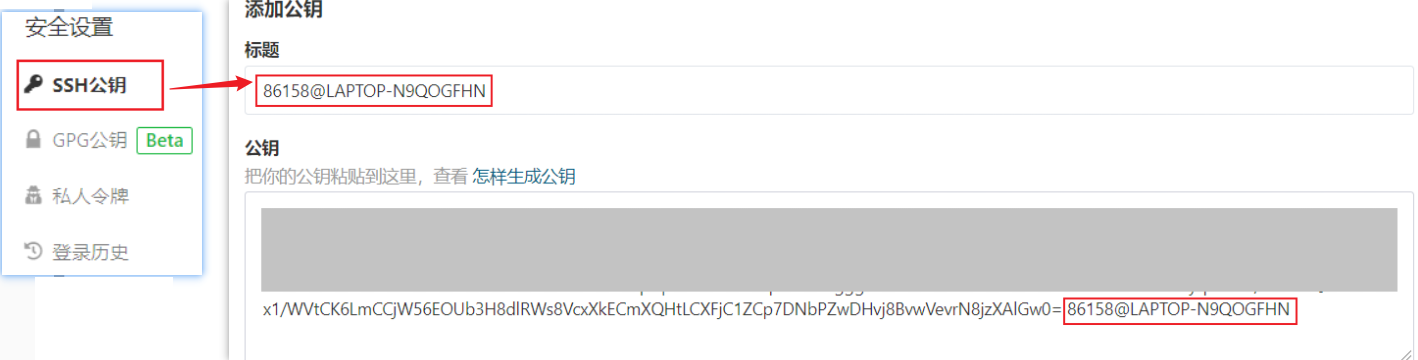 安全设置
SSH公钥
GPG公钥 Beta
私人令牌
登录历史
添加公钥
标题
86158@LAPTOP-N9QOGFHN
公钥
把你的公钥粘贴到这里，查看 怎样生成公钥
x1/WVtCK6LmCCjW56EOUb3H8dlRWs8VcxXkECmXQHtLCXFjC1ZCp7DNbPZwDHvj8BvwVevrN8jzXAlGw0= 86158@LAPTOP-N9QOGFHN